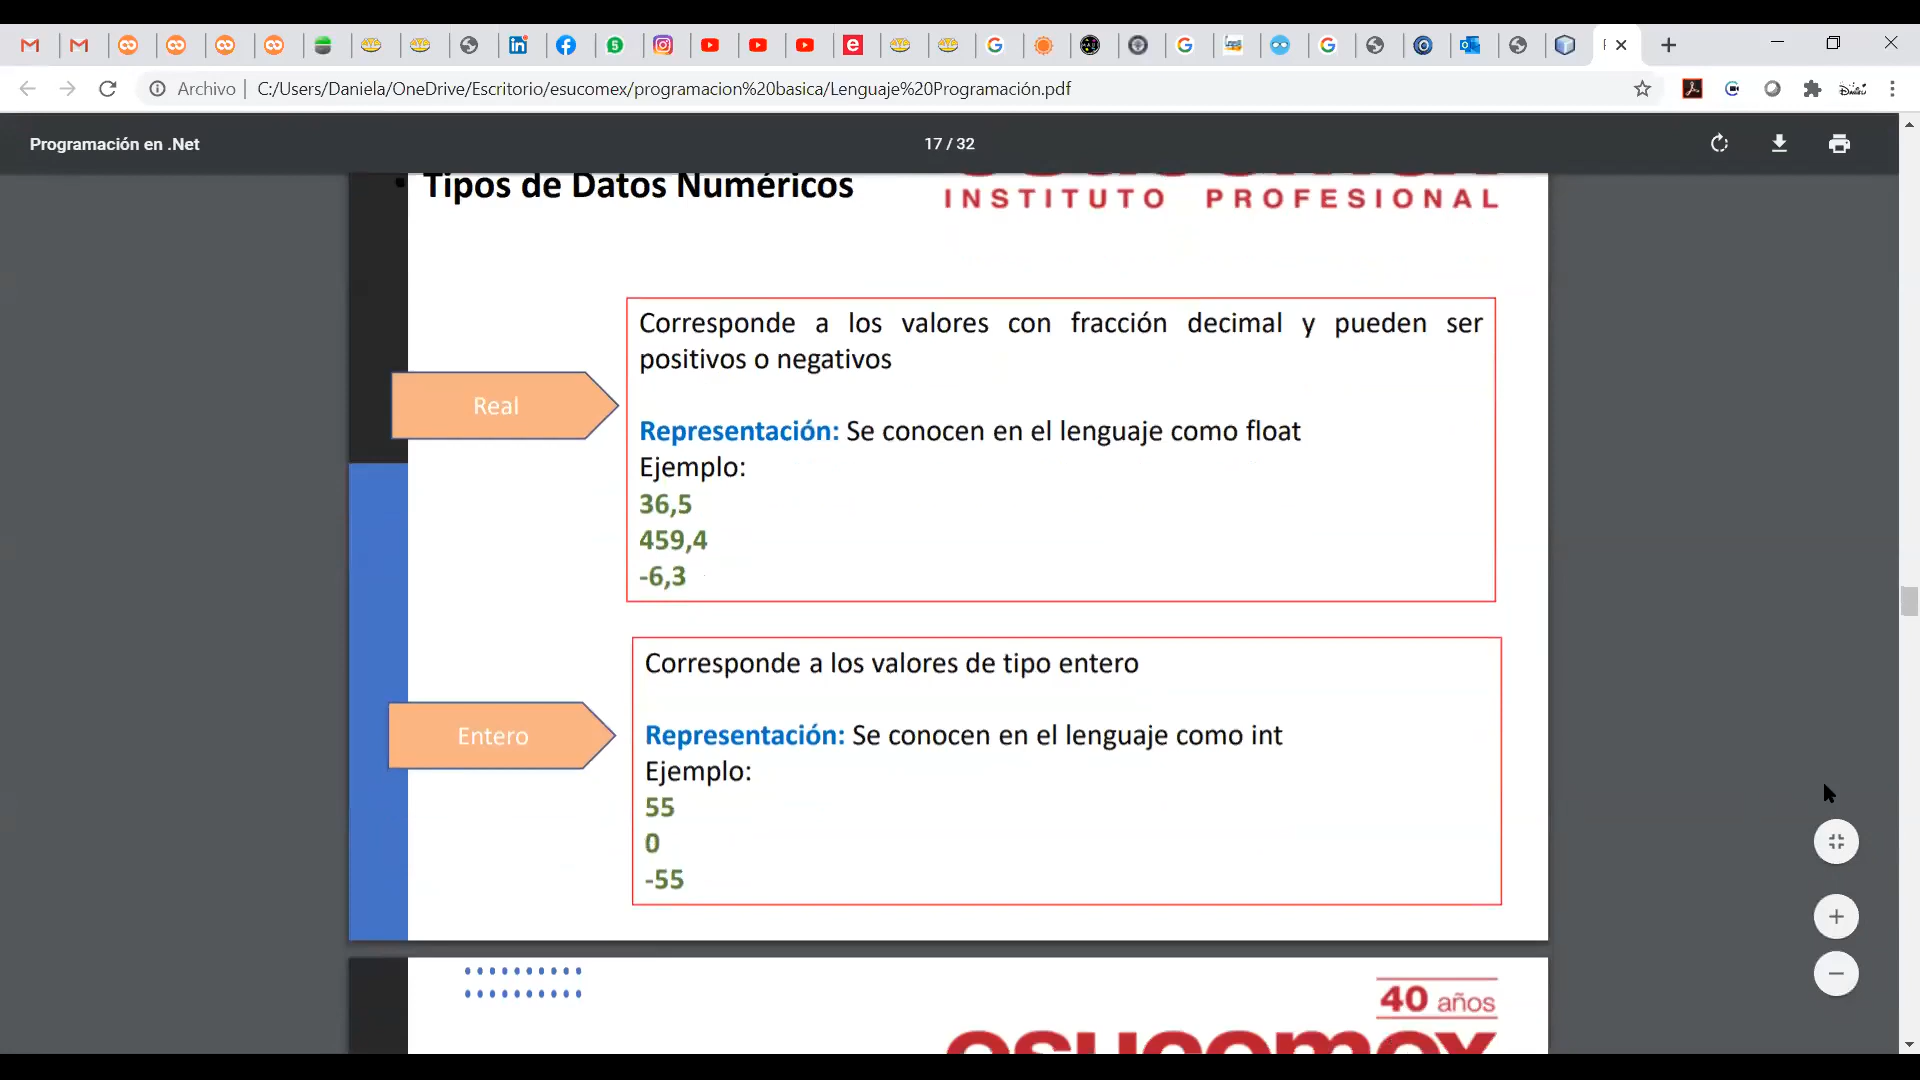 Archivo | C:/Users/Daniela/OneDrive/Escritorio/esucomex/programacion%20basica/Lenguaje%20Programación.pdf
Programación en .Net
17 / 32
Tipos de Datos Numéricos
INSTITUTO PROFESIONAL
Real
Corresponde a los valores con fracción decimal y pueden ser
positivos o negativos
Representación: Se conocen en el lenguaje como float
Ejemplo:
36,5
459,4
-6,3
Entero
Corresponde a los valores de tipo entero
Representación: Se conocen en el lenguaje como int
Ejemplo:
55
0
-55
40 años
esucomex